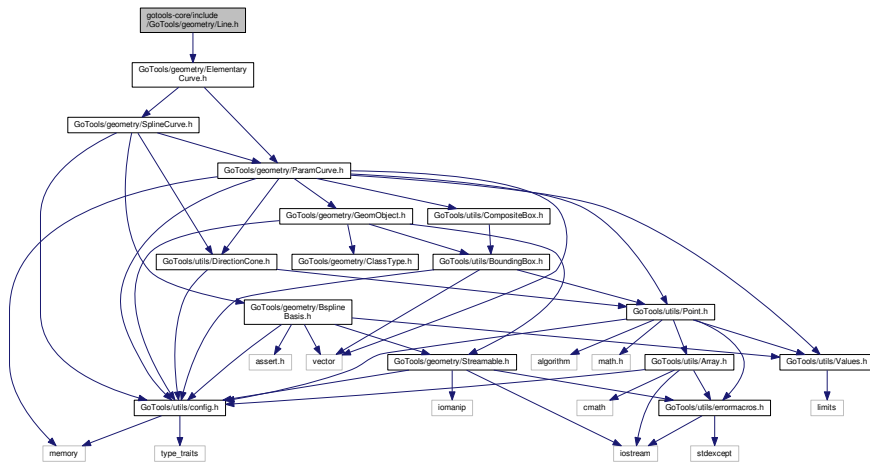 gotools-core/include
/GoTools/geometry/Line.h
GoTools/geometry/Elementary
Curve.h
GoTools/geometry/SplineCurve.h
GoTools/geometry/ParamCurve.h
GoTools/geometry/GeomObject.h
GoTools/utils/CompositeBox.h
GoTools/utils/DirectionCone.h
GoTools/geometry/ClassType.h
GoTools/utils/BoundingBox.h
GoTools/geometry/Bspline
Basis.h
GoTools/utils/Point.h
assert.h
vector
GoTools/geometry/Streamable.h
algorithm
math.h
GoTools/utils/Array.h
GoTools/utils/Values.h
GoTools/utils/config.h
iomanip
cmath
GoTools/utils/errormacros.h
limits
memory
type_traits
iostream
stdexcept